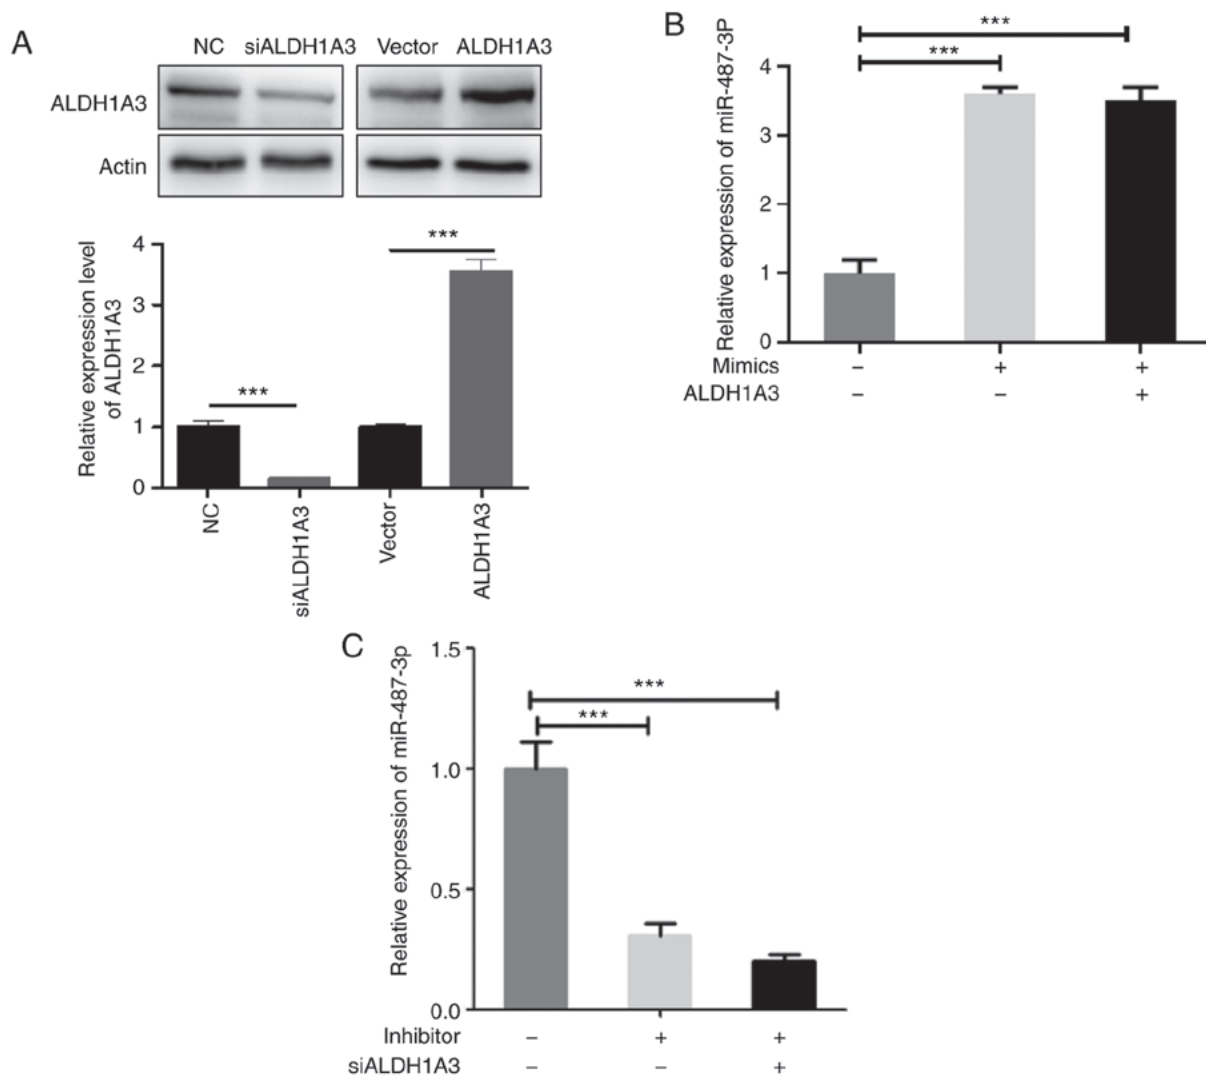 A
NC siALDH1A3 Vector ALDH1A3
ALDH1A3
Actin
Relative expression level
of ALDH1A3
4
3
2
1
0
***
***
NC
siALDH1A3
Vector
ALDH1A3
B
Relative expression of miR-487-3P
4
3
2
1
0
***
***
Mimics – + +
ALDH1A3 – – +
C
Relative expression of miR-487-3p
1.5
1.0
0.5
0.0
***
***
Inhibitor – + +
siALDH1A3 – – +